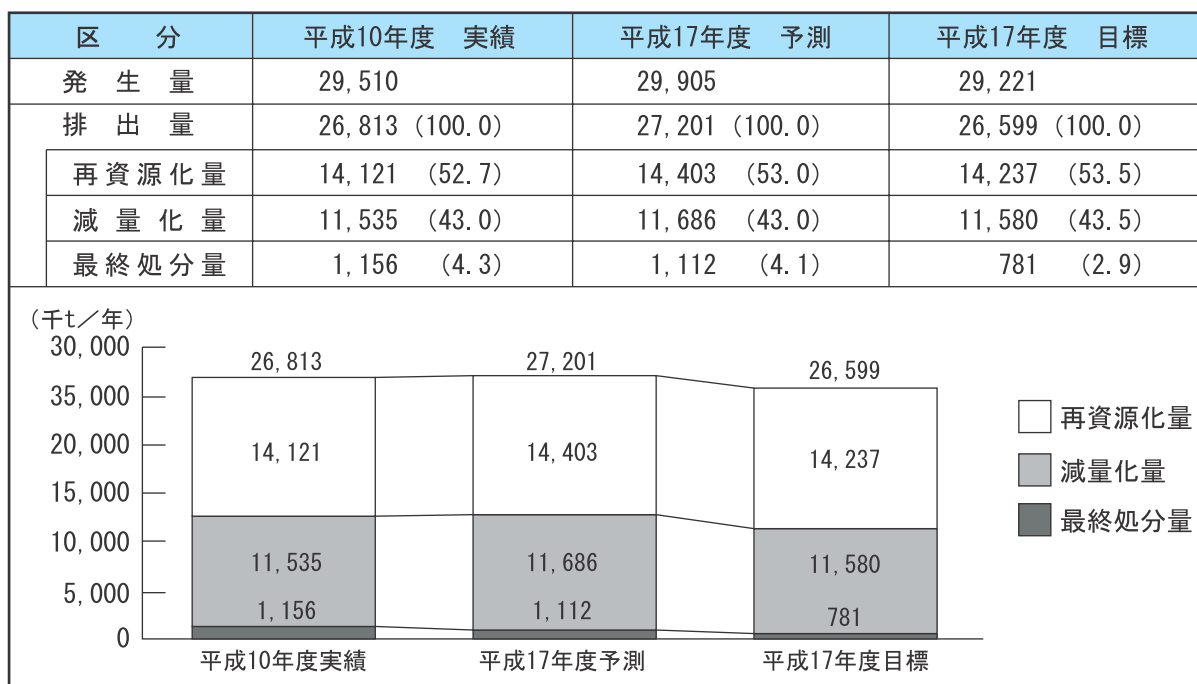 区 分 平成10年度 実績 平成17年度 予測 平成17年度 目標
発生量 29,510 29,905 29,221
排出量 26,813 (100.0) 27,201 (100.0) 26,599 (100.0)
再資源化量 14,121 (52.7) 14,403 (53.0) 14,237 (53.5)
減量化量 11,535 (43.0) 11,686 (43.0) 11,580 (43.5)
最終処分量 1,156 (4.3) 1,112 (4.1) 781 (2.9)
(千t/年)
30,000
35,000
20,000
15,000
10,000
5,000
0
26,813 27,201 26,599
14,121 14,403 14,237
11,535 11,686 11,580
1,156 1,112 781
平成10年度実績 平成17年度予測 平成17年度目標
再資源化量
減量化量
最終処分量